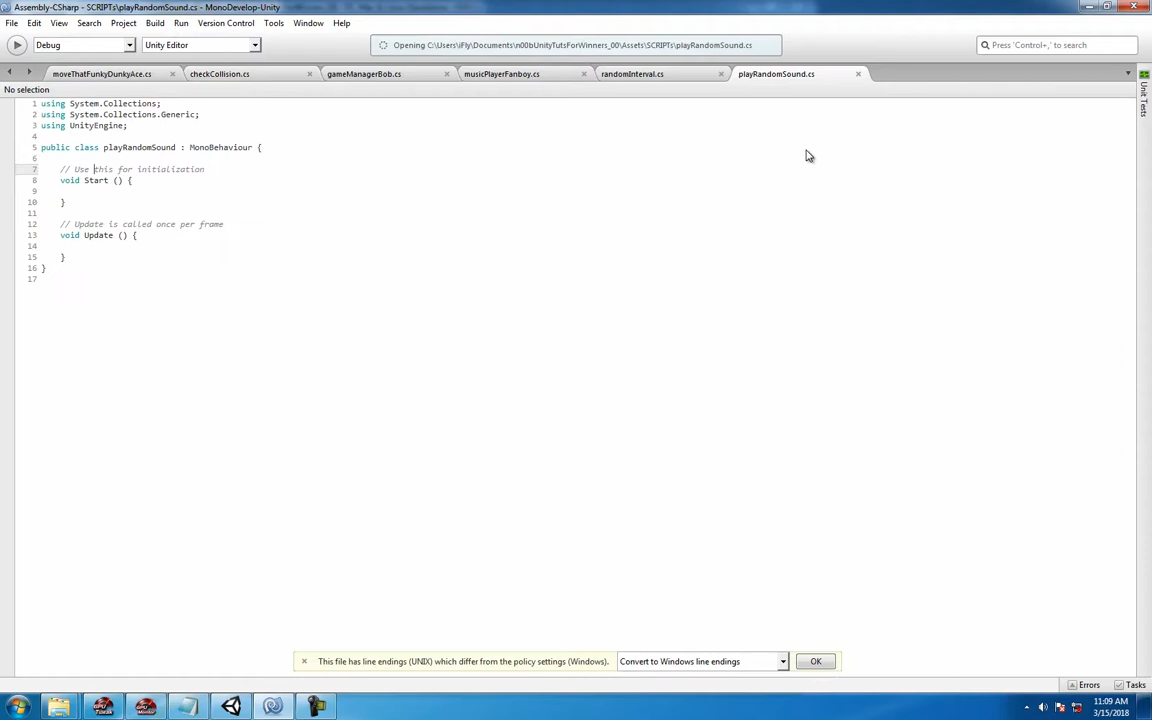 Assembly-CSharp - SCRIPTs\playRandomSound.cs - MonoDevelop-Unity
File Edit View Search Project Build Run Version Control Tools Window Help
Debug Unity Editor Opening C:\Users\iFly\Documents\n00bUnityTutsForWinners_00\Assets\SCRIPTs\playRandomSound.cs Press 'Control+,' to search
moveThatFunkyDunkyAce.cs checkCollision.cs gameManagerBob.cs musicPlayerFanboy.cs randomInterval.cs playRandomSound.cs
No selection
Unit Tests
1 using System.Collections;
2 using System.Collections.Generic;
3 using UnityEngine;
4
5 public class playRandomSound : MonoBehaviour {
6
7 // Use this for initialization
8 void Start () {
9
10 }
11
12 // Update is called once per frame
13 void Update () {
14
15 }
16 }
17
This file has line endings (UNIX) which differ from the policy settings (Windows). Convert to Windows line endings OK
Errors Tasks
11:09 AM
3/15/2018